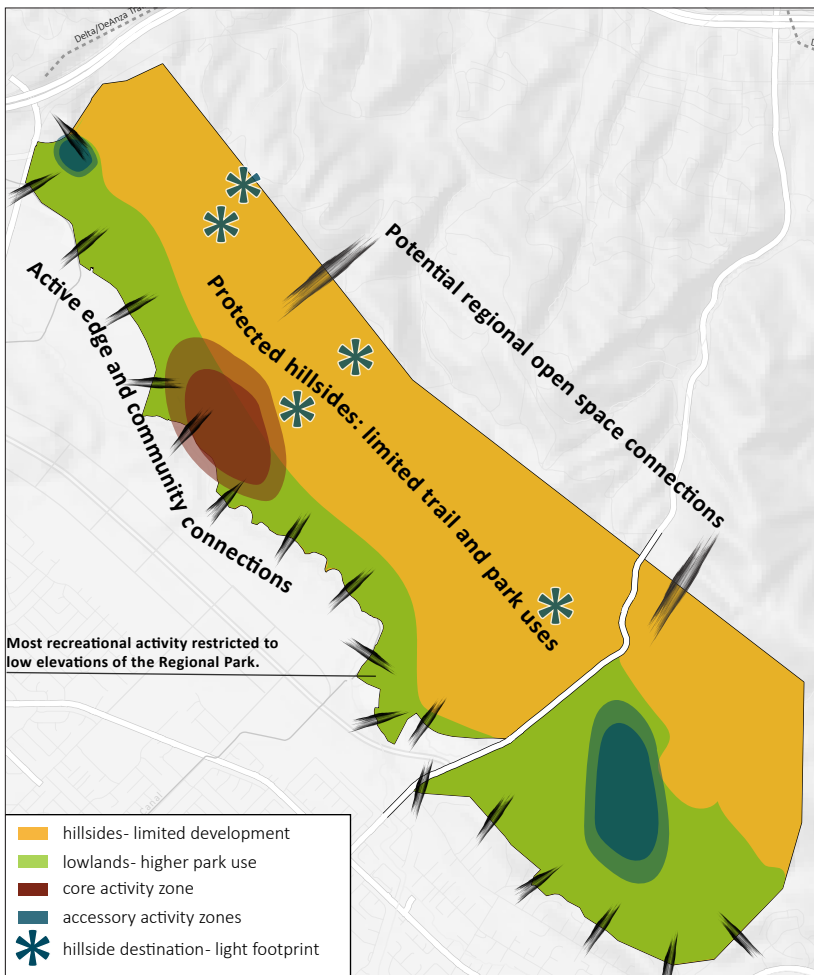 Delta/DeAnza Tra
D
Potential regional open space connections
Protected hillsides: limited trail and park uses
Active edge and community connections
Most recreational activity restricted to
low elevations of the Regional Park.
Canal
hillsides- limited development
lowlands- higher park use
core activity zone
accessory activity zones
hillside destination- light footprint